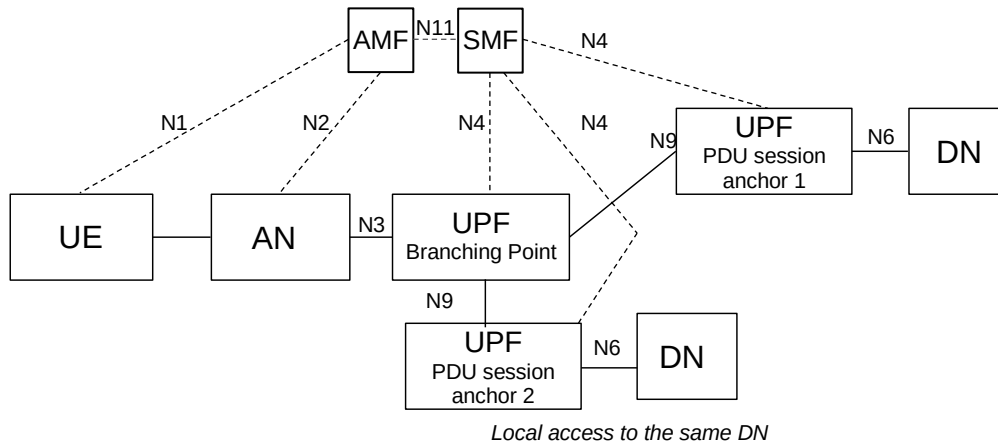 N11
AMF
SMF
N4
N1
N2
N4
N4
UPF
PDU session
anchor 1
N6
DN
N9
UE
AN
N3
UPF
Branching Point
N9
UPF
PDU session
anchor 2
N6
DN
Local access to the same DN